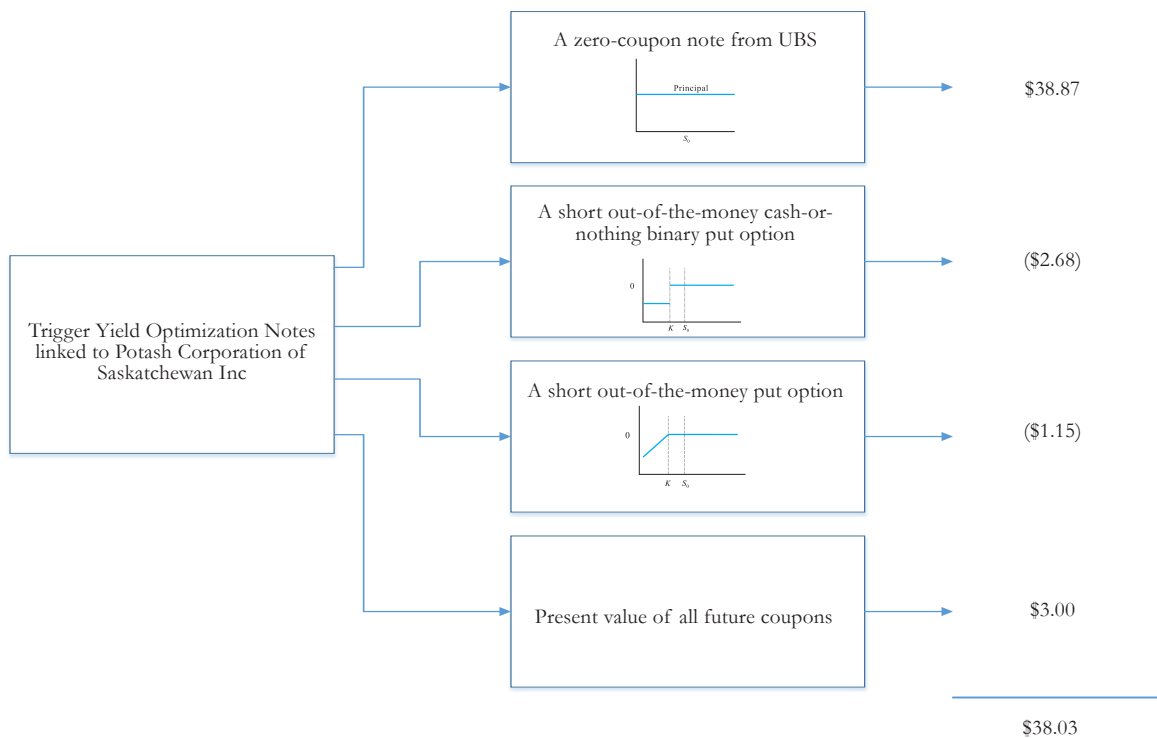 A zero-coupon note from UBS
Principal
S0
$38.87
A short out-of-the-money cash-or-
nothing binary put option
0
K
S0
($2.68)
Trigger Yield Optimization Notes
linked to Potash Corporation of
Saskatchewan Inc
A short out-of-the-money put option
0
K
S0
($1.15)
Present value of all future coupons
$3.00
$38.03